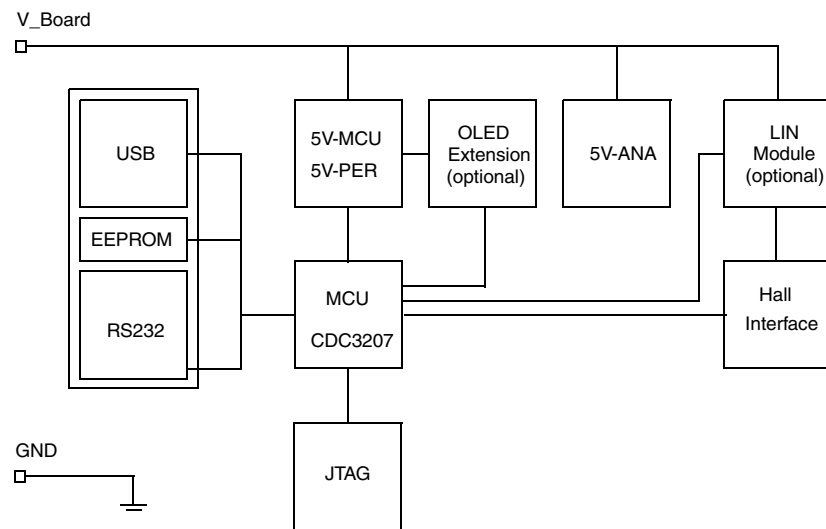 V_Board
USB
5V-MCU
5V-PER
OLED
Extension
(optional)
5V-ANA
LIN
Module
(optional)
EEPROM
RS232
MCU
CDC3207
Hall
Interface
GND
JTAG